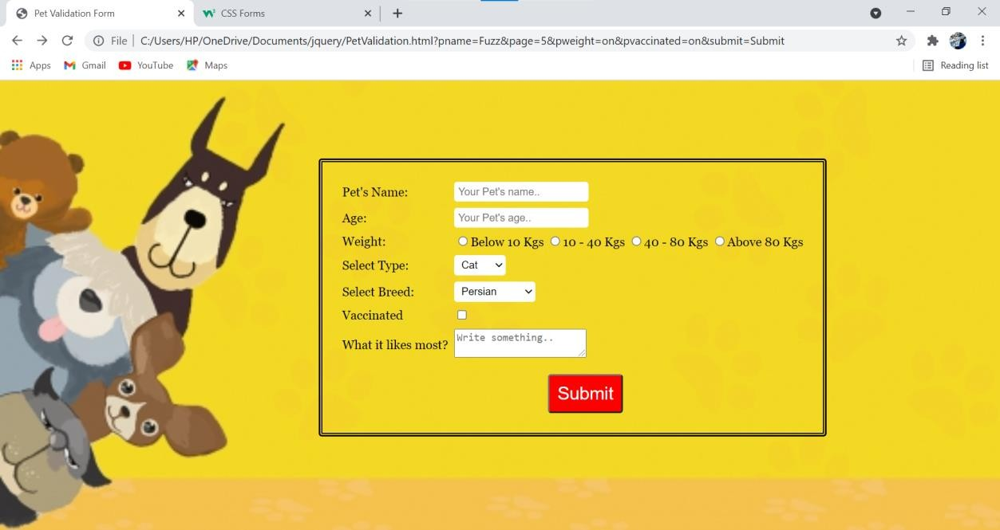 Pet Validation Form
CSS Forms
File | C:/Users/HP/OneDrive/Documents/jquery/PetValidation.html?pname=Fuzz&page=5&pweight=on&pvaccinated=on&submit=Submit
Apps Gmail YouTube Maps Reading list
Pet's Name: Your Pet's name..
Age: Your Pet's age..
Weight: Below 10 Kgs 10 - 40 Kgs 40 - 80 Kgs Above 80 Kgs
Select Type: Cat
Select Breed: Persian
Vaccinated
What it likes most? Write something..
Submit